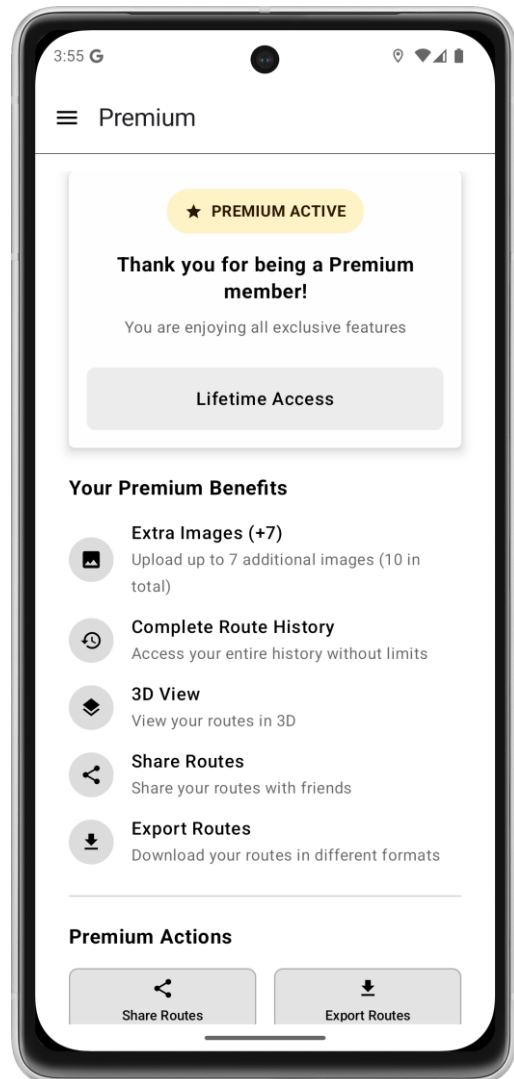 3:55 G
Premium
PREMIUM ACTIVE
Thank you for being a Premium
member!
You are enjoying all exclusive features
Lifetime Access
Your Premium Benefits
Extra Images (+7)
Upload up to 7 additional images (10 in
total)
Complete Route History
Access your entire history without limits
3D View
View your routes in 3D
Share Routes
Share your routes with friends
Export Routes
Download your routes in different formats
Premium Actions
Share Routes
Export Routes